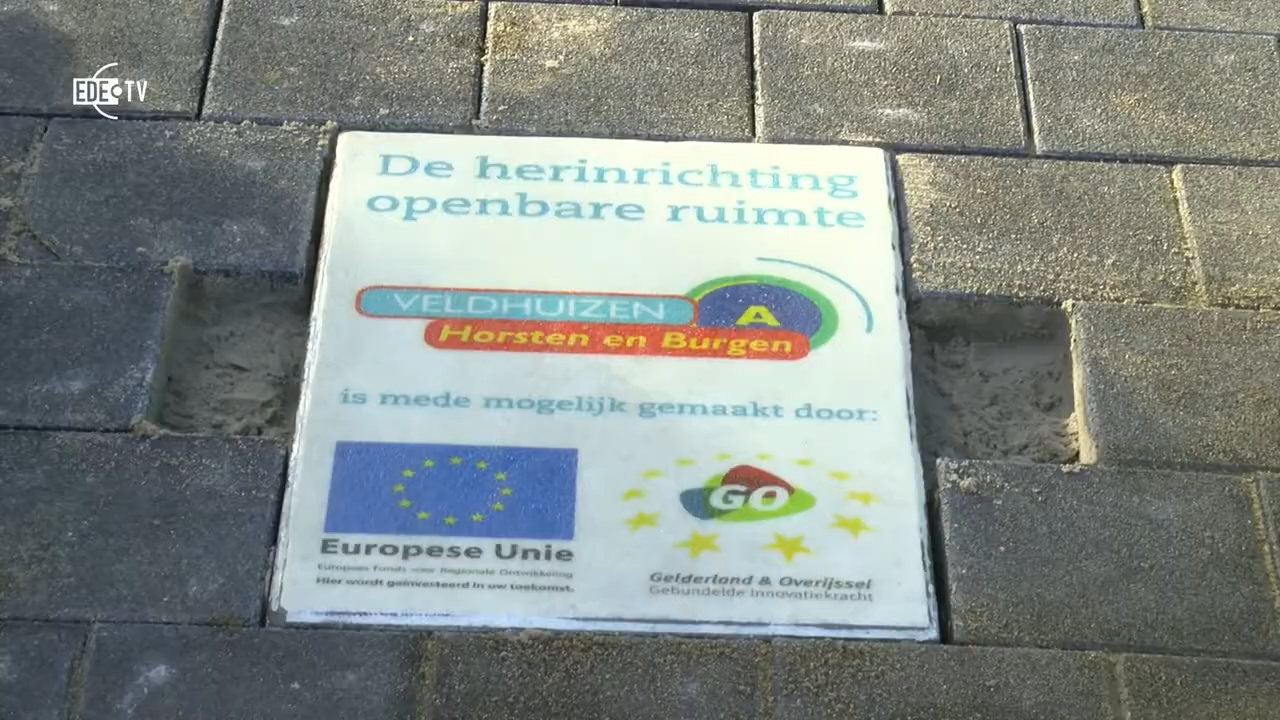 EDE TV
De herinrichting
openbare ruimte
VELDHUIZEN A
Horsten en Burgen
is mede mogelijk gemaakt door:
Europese Unie
Europees Fonds voor Regionale Ontwikkeling
Hier wordt geïnvesteerd in uw toekomst.
GO
Gelderland & Overijssel
Gebundelde innovatiekracht